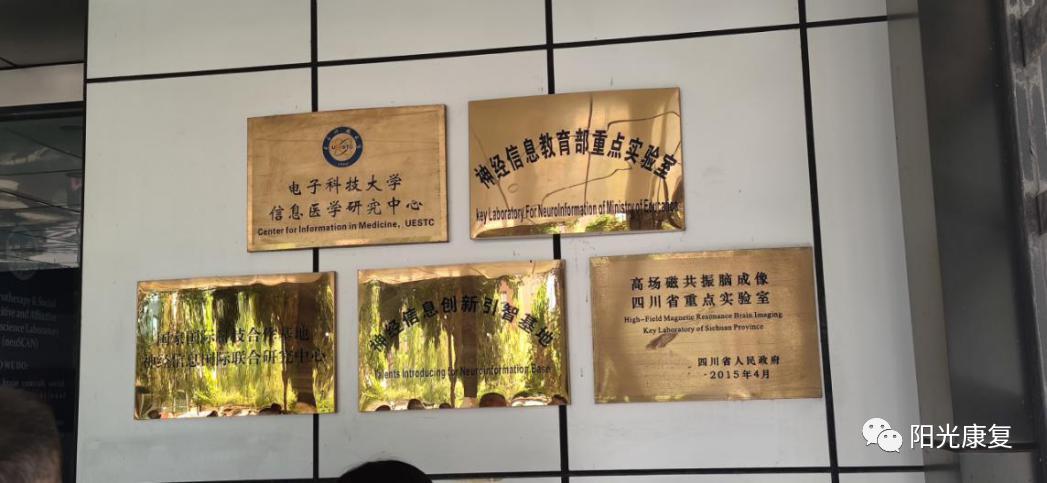 UESTC
电子科技大学
信息医学研究中心
Center for Information in Medicine, UESTC
神经信息教育部重点实验室
key Laboratory For NeuroInformation of Ministry of Education
国家国际科技合作基地
神经信息国际联合研究中心
神经信息创新引智基地
Talents Introducing for NeuroInformation Base
高场磁共振脑成像
四川省重点实验室
High-Field Magnetic Resonance Brain Imaging
Key Laboratory of Sichuan Province
四川省人民政府
2015年4月
(neuSCAN)
阳光康复